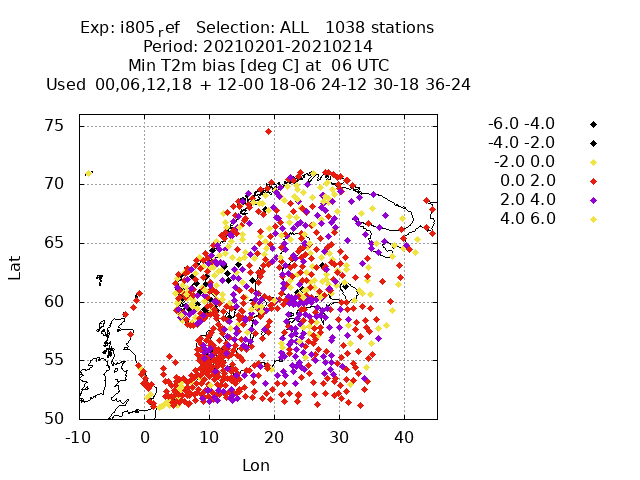 Exp: i805ref   Selection: ALL   1038 stations
Period: 20210201-20210214
Min T2m bias [deg C] at  06 UTC
Used  00,06,12,18  + 12-00 18-06 24-12 30-18 36-24
-6.0 -4.0
-4.0 -2.0
-2.0 0.0
0.0 2.0
2.0 4.0
4.0 6.0
75
70
65
60
55
50
Lat
-10 0 10 20 30 40
Lon